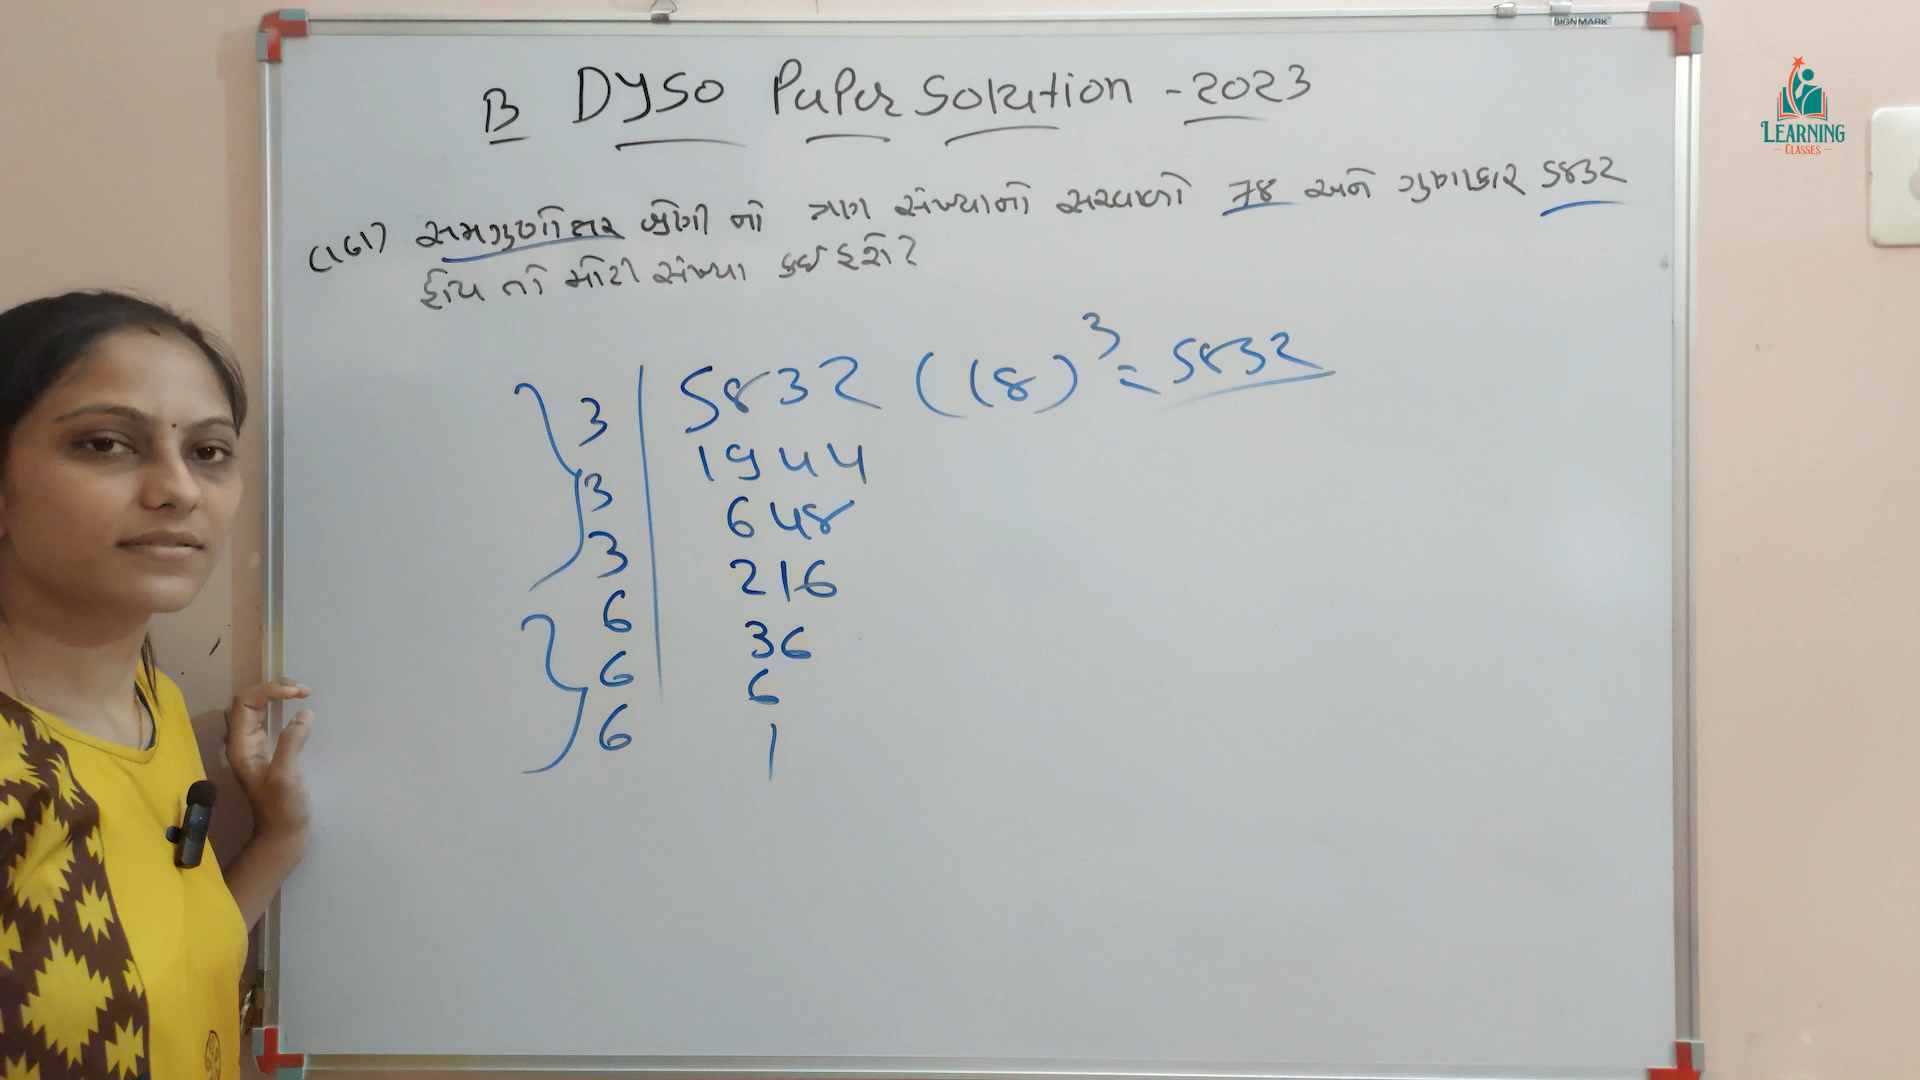 SIGNMARK
LEARNING
CLASSES
B DYSO Paper Solution - 2023
(161) સમગુણોત્તર શ્રેણી નો ત્રણ સંખ્યાનો સરવાળો 78 અને ગુણાકાર 5832
હોય તો મોટી સંખ્યા કઈ હશે?
3 5832 (18)³ = 5832
3 1944
3 648
6 216
6 36
6 6
1